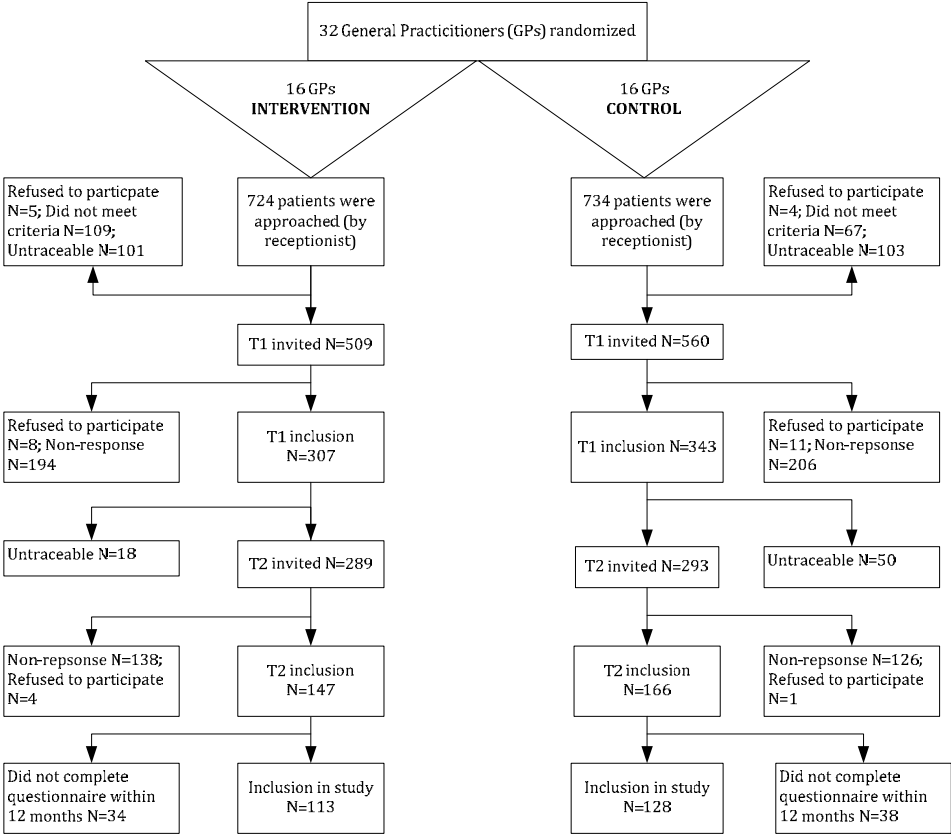 32 General Practicitioners (GPs) randomized
16 GPs
INTERVENTION
16 GPs
CONTROL
Refused to particpate
N=5; Did not meet
criteria N=109;
Untraceable N=101
724 patients were
approached (by
receptionist)
734 patients were
approached (by
receptionist)
Refused to participate
N=4; Did not meet
criteria N=67;
Untraceable N=103
T1 invited N=509
T1 invited N=560
Refused to participate
N=8; Non-response
N=194
T1 inclusion
N=307
T1 inclusion N=343
Refused to participate
N=11; Non-repsonse
N=206
Untraceable N=18
T2 invited N=289
T2 invited N=293
Untraceable N=50
Non-repsonse N=138;
Refused to participate
N=4
T2 inclusion
N=147
T2 inclusion
N=166
Non-repsonse N=126;
Refused to participate
N=1
Did not complete
questionnaire within
12 months N=34
Inclusion in study
N=113
Inclusion in study
N=128
Did not complete
questionnaire within
12 months N=38